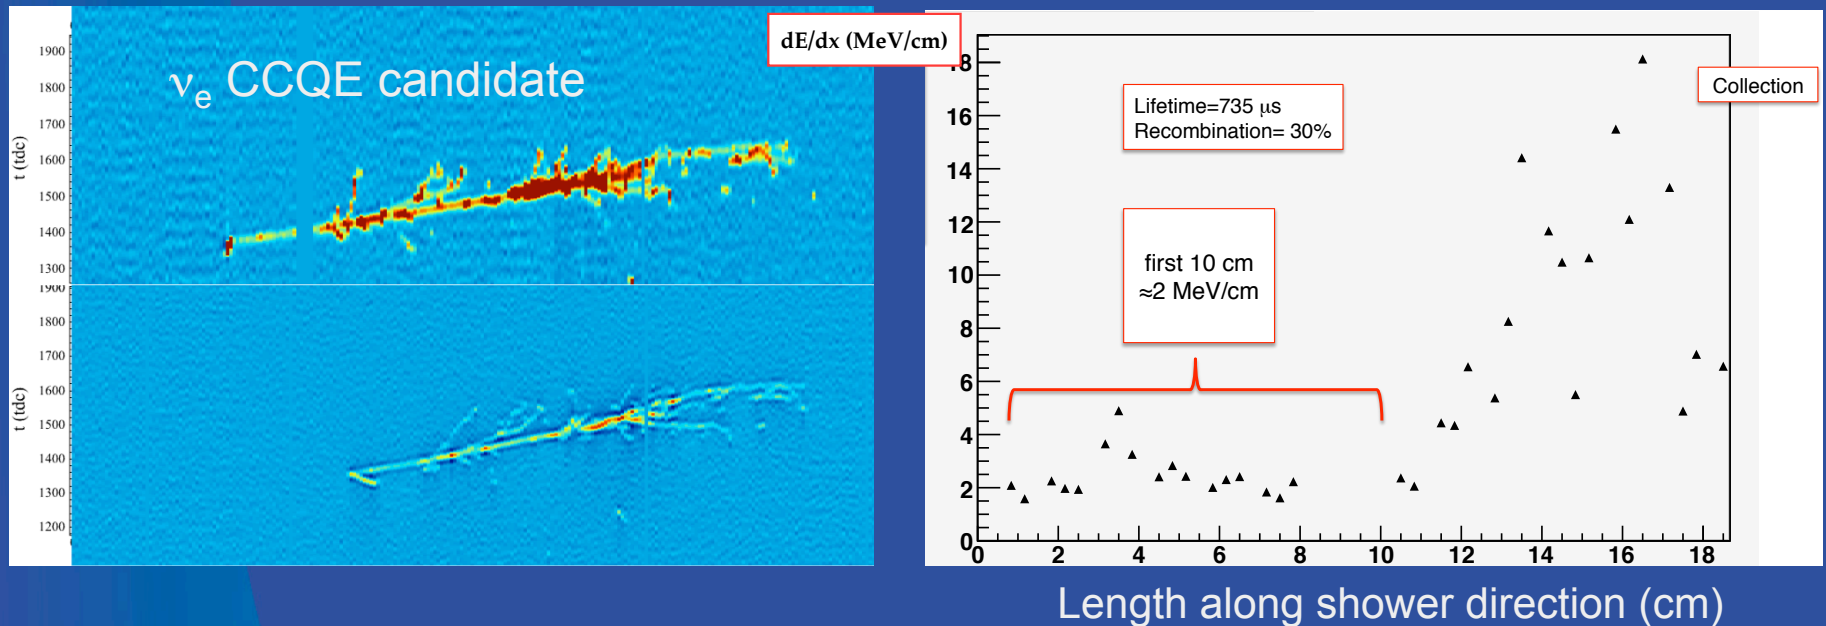 dE/dx (MeV/cm)
ν_e CCQE candidate
t (tdc)
1900
1800
1700
1600
1500
1400
1300
t (tdc)
1900
1800
1700
1600
1500
1400
1300
1200
18
16
14
12
10
8
6
4
2
0
Lifetime=735 μs
Recombination= 30%
Collection
first 10 cm
≈2 MeV/cm
0 2 4 6 8 10 12 14 16 18
Length along shower direction (cm)